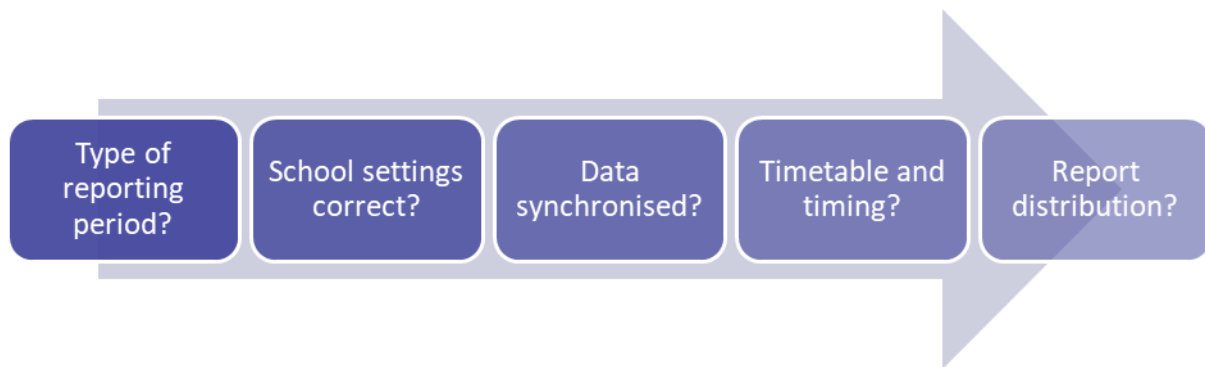 Type of
reporting
period?
School settings
correct?
Data
synchronised?
Timetable and
timing?
Report
distribution?